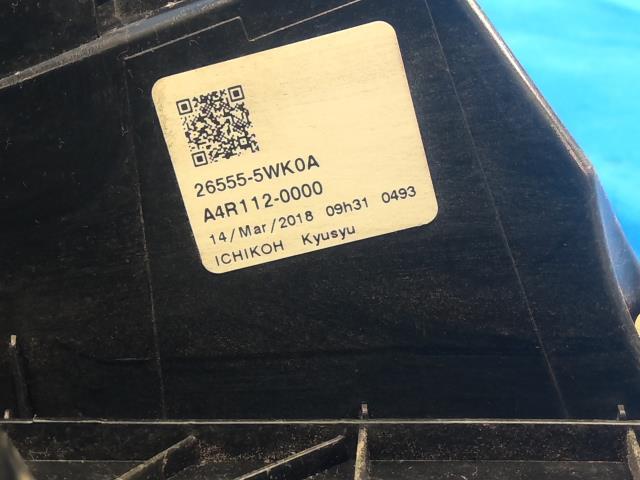 26555-5WK0A
A4R112-0000
14/Mar/2018 09h31 0493
ICHIKOH Kyusyu